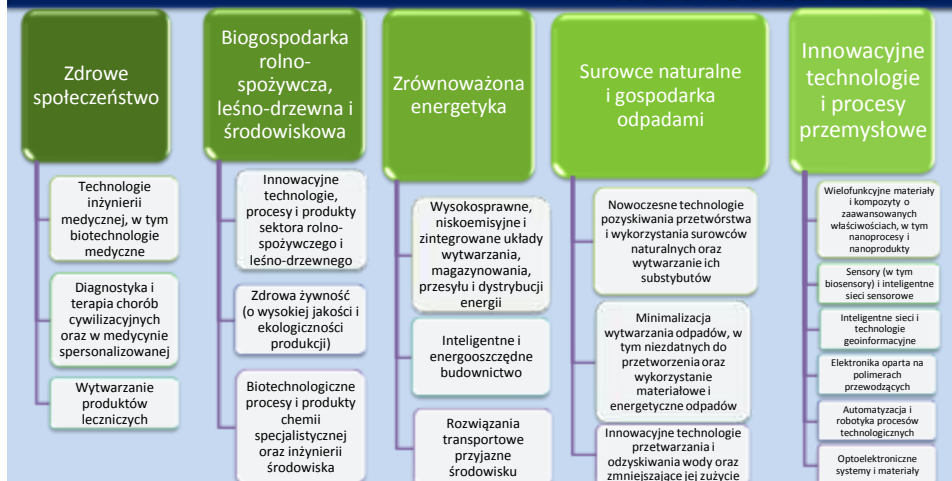 Zdrowe
społeczeństwo
Technologie
inżynierii
medycznej, w tym
biotechnologie
medyczne
Diagnostyka i
terapia chorób
cywilizacyjnych
oraz w medycynie
spersonalizowanej
Wytwarzanie
produktów
leczniczych
Biogospodarka
rolno-
spożywcza,
leśno-drzewna i
środowiskowa
Innowacyjne
technologie,
procesy i produkty
sektora rolno-
spożywczego i
leśno-drzewnego
Zdrowa żywność
(o wysokiej jakości i
ekologiczności
produkcji)
Biotechnologiczne
procesy i produkty
chemii
specjalistycznej
oraz inżynierii
środowiska
Zrównoważona
energetyka
Wysokosprawne,
niskoemisyjne i
zintegrowane układy
wytwarzania,
magazynowania,
przesyłu i dystrybucji
energii
Inteligentne i
energooszczędne
budownictwo
Rozwiązania
transportowe
przyjazne
środowisku
Surowce naturalne
i gospodarka
odpadami
Nowoczesne technologie
pozyskiwania przetwórstwa
i wykorzystania surowców
naturalnych oraz
wytwarzanie ich
substybutów
Minimalizacja
wytwarzania odpadów, w
tym niezdatnych do
przetworzenia oraz
wykorzystanie
materiałowe i
energetyczne odpadów
Innowacyjne technologie
przetwarzania i
odzyskiwania wody oraz
zmniejszające jej zużycie
Innowacyjne
technologie
i procesy
przemysłowe
Wielofunkcyjne materiały
i kompozyty o
zaawansowanych
właściwościach, w tym
nanoprocesy i
nanoprodukty
Sensory (w tym
biosensory) i inteligentne
sieci sensorowe
Inteligentne sieci i
technologie
geoinformacyjne
Elektronika oparta na
polimerach
przewodzących
Automatyzacja i
robotyka procesów
technologicznych
Optoelektroniczne
systemy i materiały